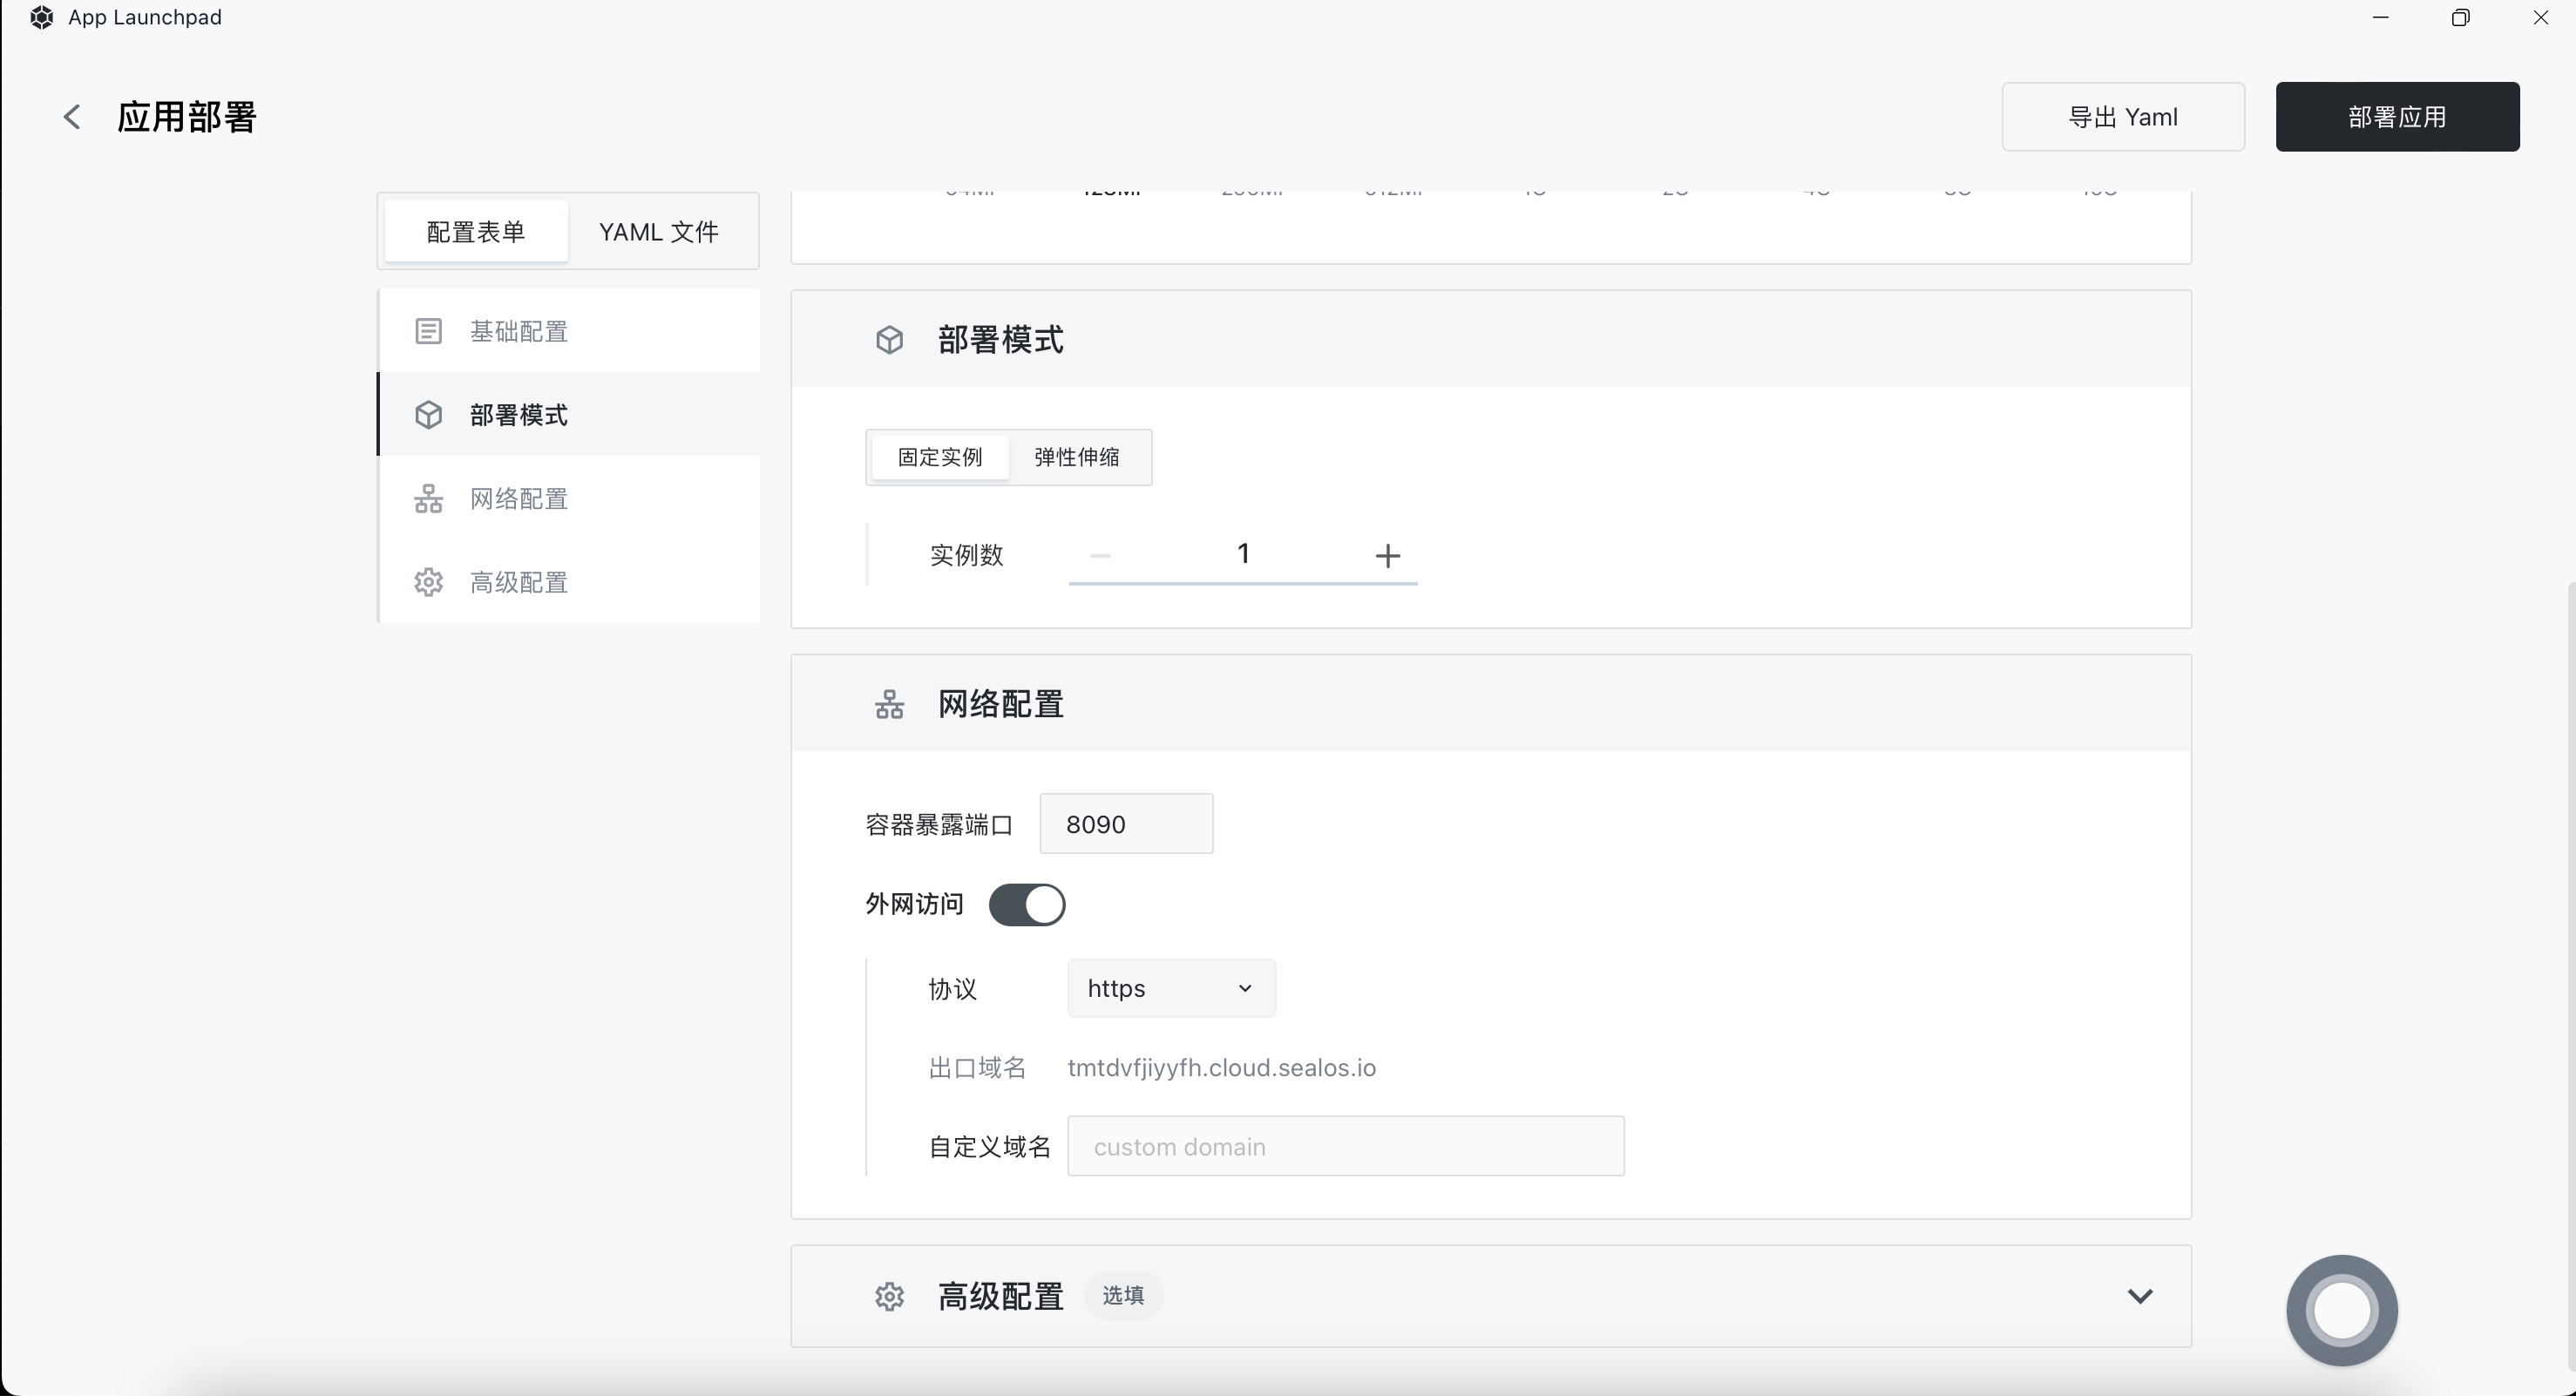 App Launchpad
应用部署
导出 Yaml
部署应用
配置表单
YAML 文件
基础配置
部署模式
网络配置
高级配置
部署模式
固定实例
弹性伸缩
实例数
1
网络配置
容器暴露端口
8090
外网访问
协议
https
出口域名
tmtdvfjiyyfh.cloud.sealos.io
自定义域名
custom domain
高级配置
选填